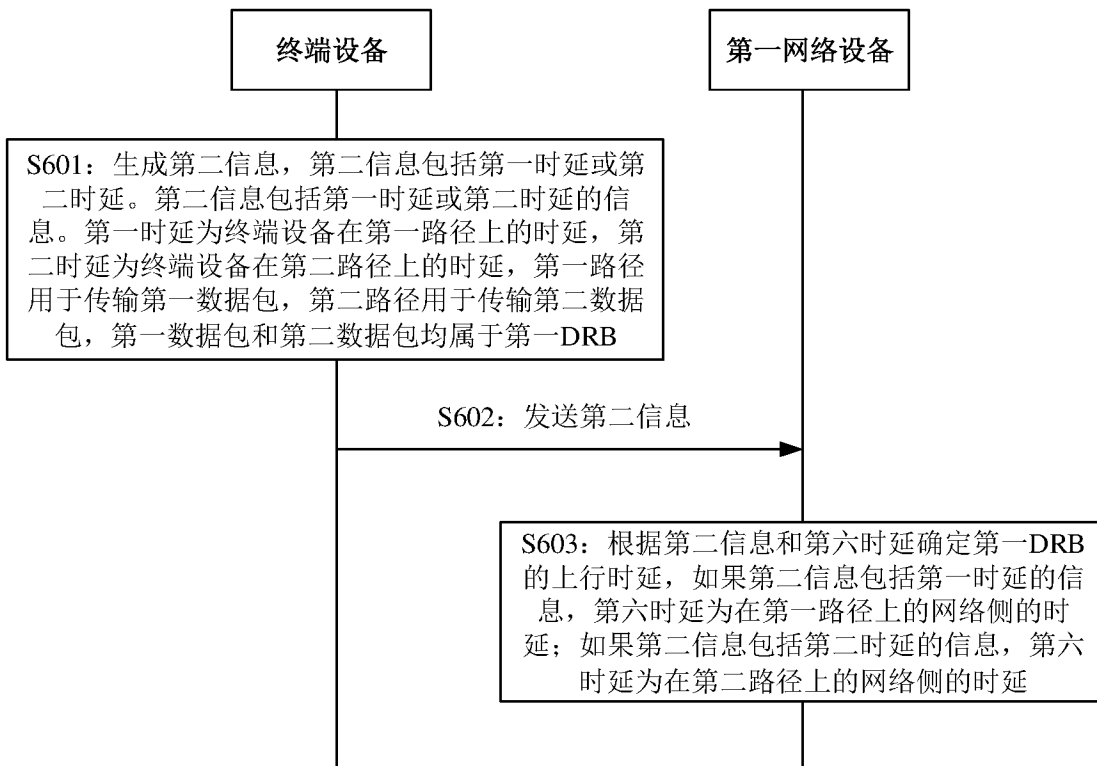 终端设备
第一网络设备
S601：生成第二信息，第二信息包括第一时延或第
二时延。第二信息包括第一时延或第二时延的信
息。第一时延为终端设备在第一路径上的时延，第
二时延为终端设备在第二路径上的时延，第一路径
用于传输第一数据包，第二路径用于传输第二数据
包，第一数据包和第二数据包均属于第一DRB
S602：发送第二信息
S603：根据第二信息和第六时延确定第一DRB
的上行时延，如果第二信息包括第一时延的信
息，第六时延为在第一路径上的网络侧的时
延；如果第二信息包括第二时延的信息，第六
时延为在第二路径上的网络侧的时延